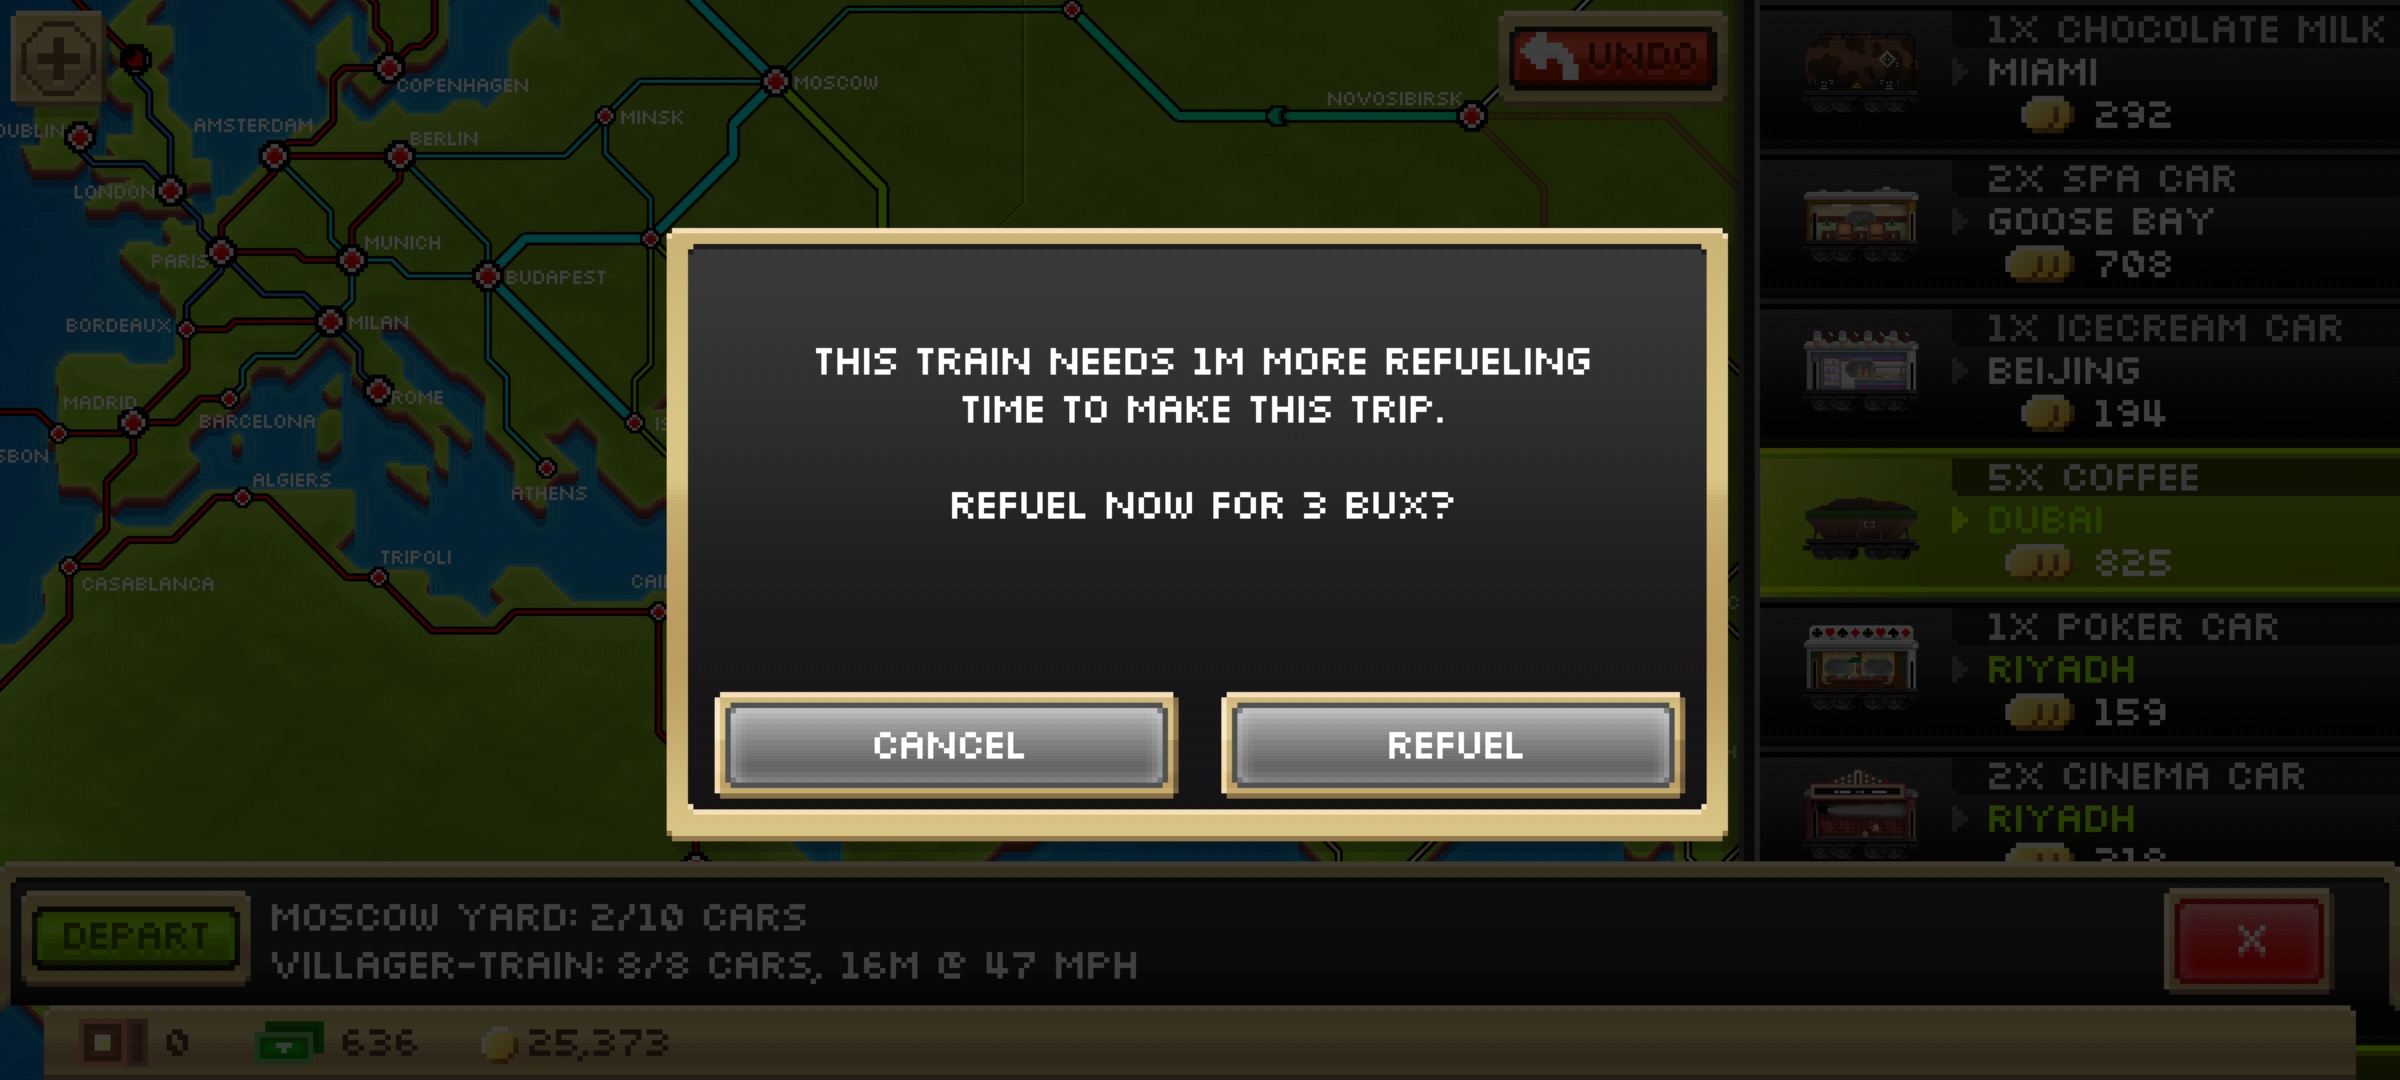 COPENHAGEN
MOSCOW
MINSK
NOVOSIBIRSK
UNDO
AMSTERDAM
BERLIN
LONDON
PARIS
MUNICH
BUDAPEST
BORDEAUX
MILAN
MADRID
BARCELONA
ROME
ALGIERS
ATHENS
TRIPOLI
CASABLANCA
1X CHOCOLATE MILK
MIAMI
292
2X SPA CAR
GOOSE BAY
708
1X ICECREAM CAR
BEIJING
194
5X COFFEE
DUBAI
825
1X POKER CAR
RIYADH
159
2X CINEMA CAR
RIYADH
THIS TRAIN NEEDS 1M MORE REFUELING
TIME TO MAKE THIS TRIP.
REFUEL NOW FOR 3 BUX?
CANCEL
REFUEL
DEPART
MOSCOW YARD: 2/10 CARS
VILLAGER-TRAIN: 8/8 CARS, 16M @ 47 MPH
X
0
636
25,373